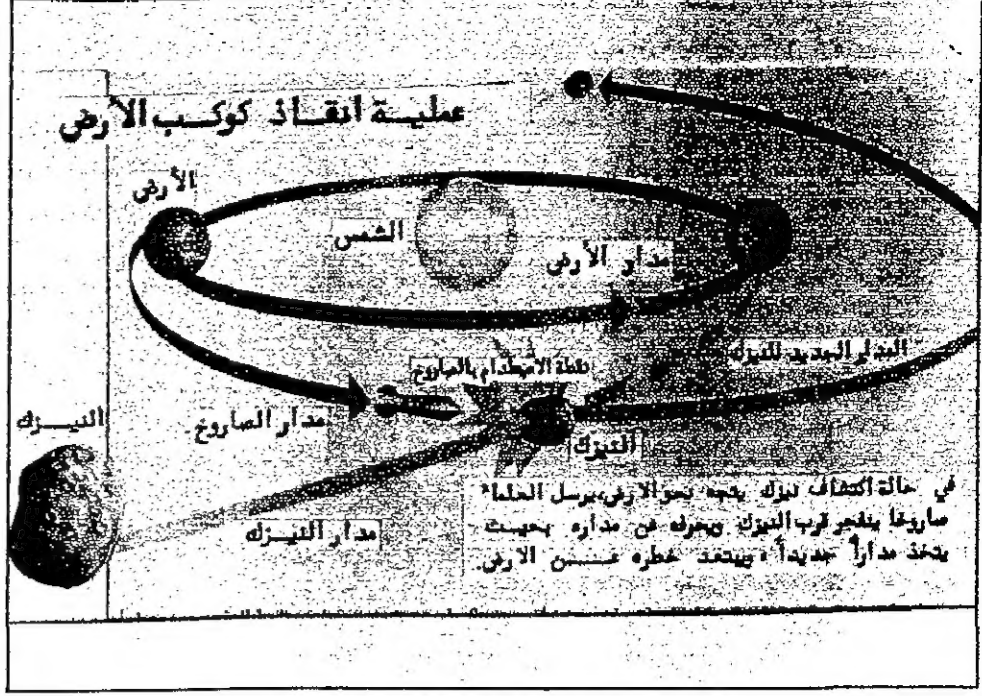 عملية انقاذ كوكب الأرض
الأرض
الشمس
مدار الأرض
المدار الجديد للنيزك
نقطة الاصطدام بالصاروخ
النيزك
مدار الصاروخ
النيزك
مدار النيزك
في حالة اكتشاف نيزك يتجه نحو الارض، يرسل العلماء
صاروخا ينفجر قرب النيزك ويحرفه عن مداره بحيث
يتخذ مداراً جديداً، ويبتعد خطره عن الارض.